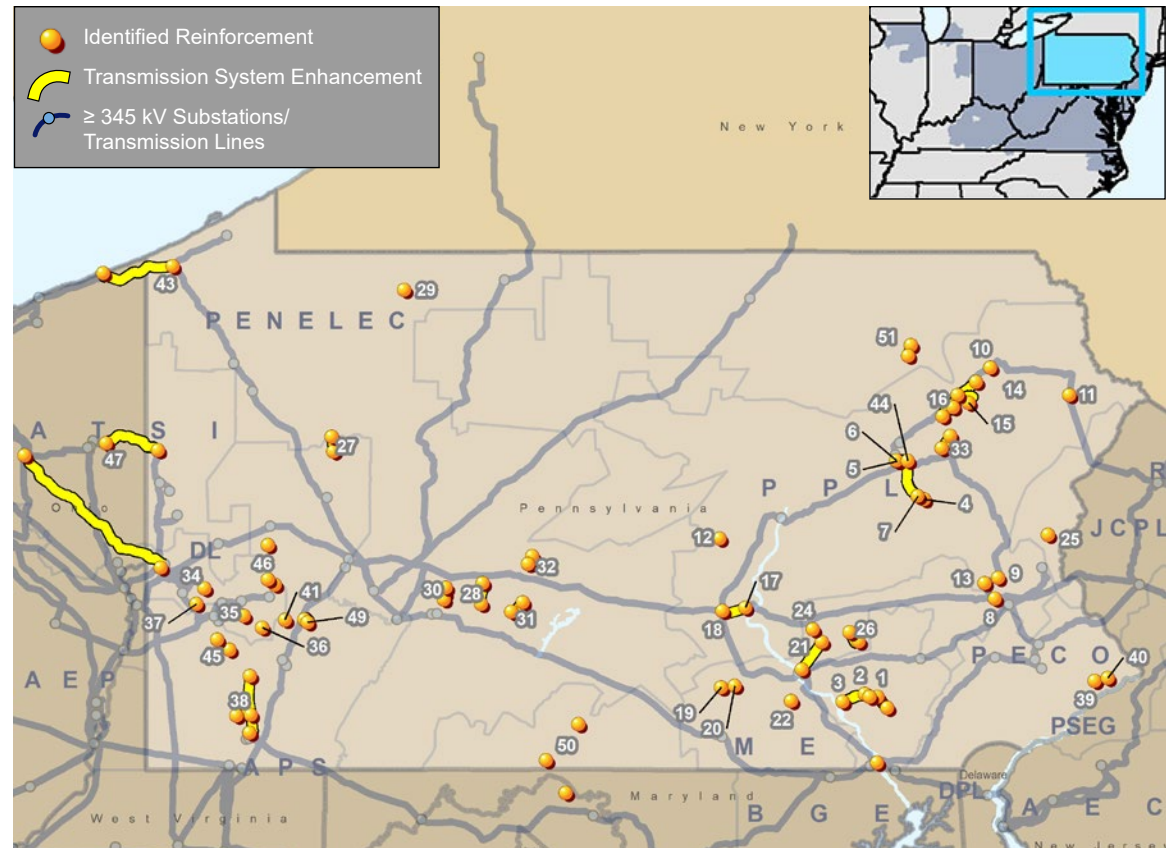 Identified Reinforcement
Transmission System Enhancement
≥ 345 kV Substations/
Transmission Lines
New York
43
29
PENELEC
51
10
14
11
44
16
15
6
5
33
ATSI
47
27
PPL
7
4
R
Ohio
Pennsylvania
JCPL
12
25
DL
46
34
41
32
30
28
31
17
13
9
37
35
49
18
24
8
36
21
26
PECO
45
40
AEP
3
2
1
39
38
19
20
22
PSEG
50
ME
APS
Delaware
DPL
Maryland
West Virginia
BGE
AEC
New Jersey